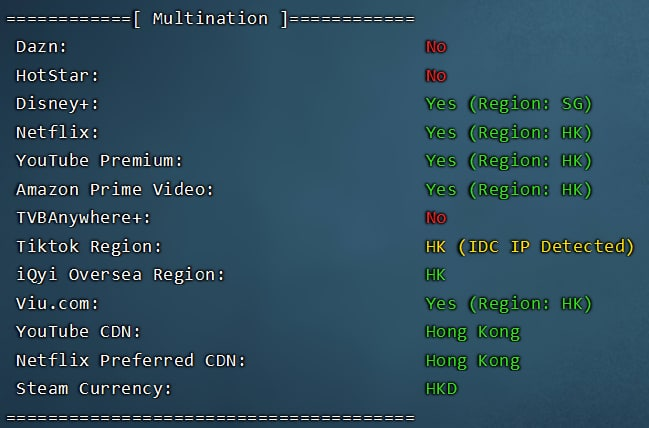 ============[ Multination ]============
Dazn: No
HotStar: No
Disney+: Yes (Region: SG)
Netflix: Yes (Region: HK)
YouTube Premium: Yes (Region: HK)
Amazon Prime Video: Yes (Region: HK)
TVBAnywhere+: No
Tiktok Region: HK (IDC IP Detected)
iQyi Oversea Region: HK
Viu.com: Yes (Region: HK)
YouTube CDN: Hong Kong
Netflix Preferred CDN: Hong Kong
Steam Currency: HKD
=======================================